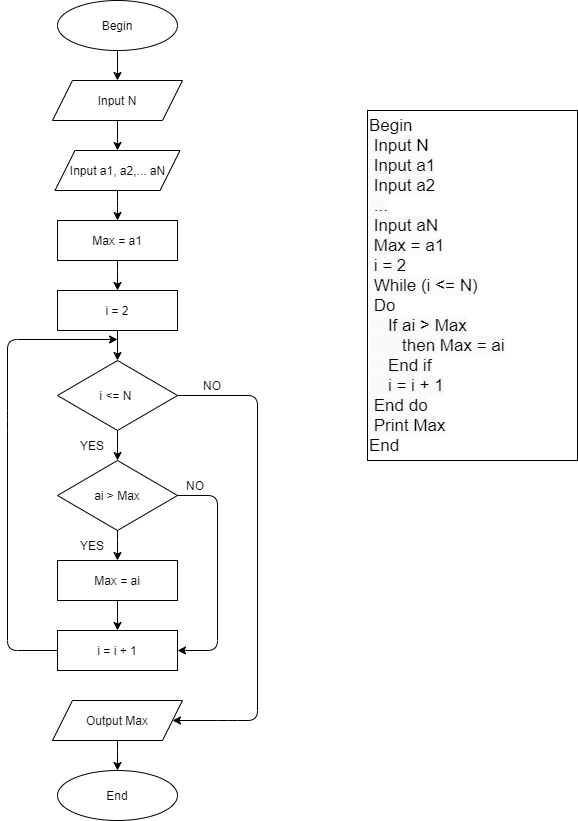 Begin
Input N
Input a1, a2,... aN
Max = a1
i = 2
i <= N
NO
YES
ai > Max
NO
YES
Max = ai
i = i + 1
Output Max
End
Begin
Input N
Input a1
Input a2
...
Input aN
Max = a1
i = 2
While (i <= N)
Do
If ai > Max
then Max = ai
End if
i = i + 1
End do
Print Max
End